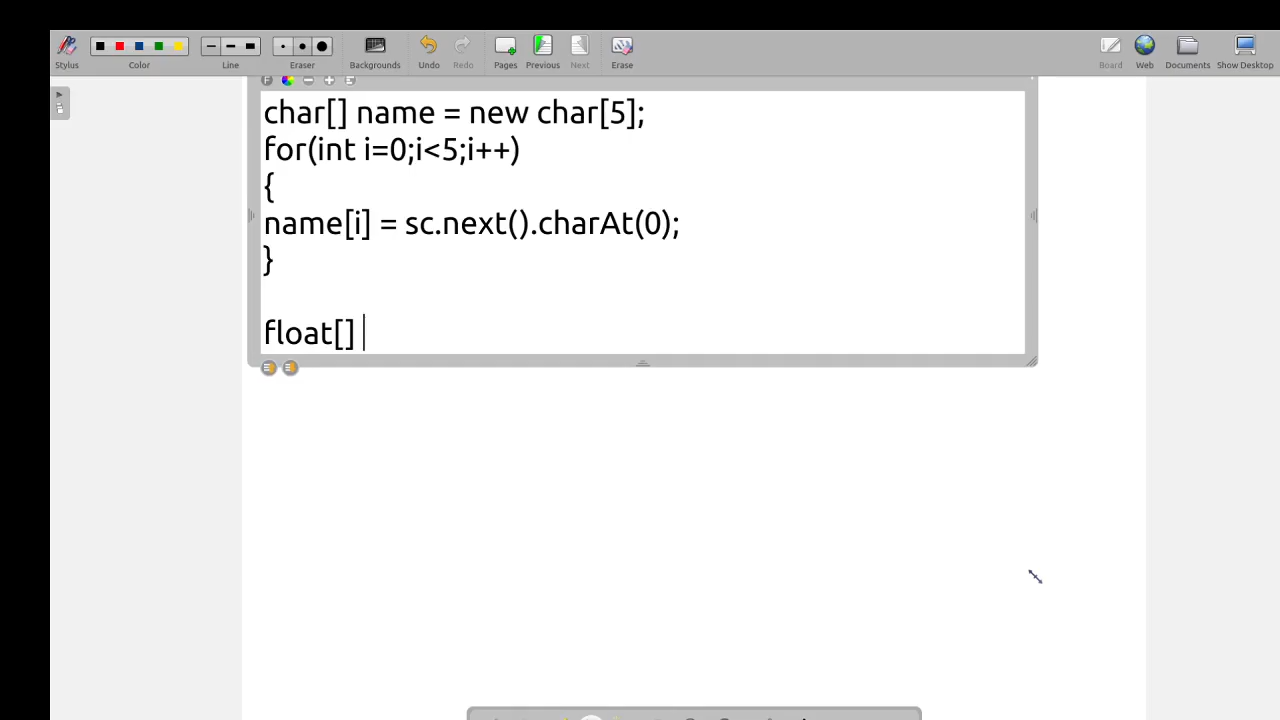 Stylus Color Line Eraser Backgrounds Undo Redo Pages Previous Next Erase Board Web Documents Show Desktop
char[] name = new char[5];
for(int i=0;i<5;i++)
{
name[i] = sc.next().charAt(0);
}
float[]